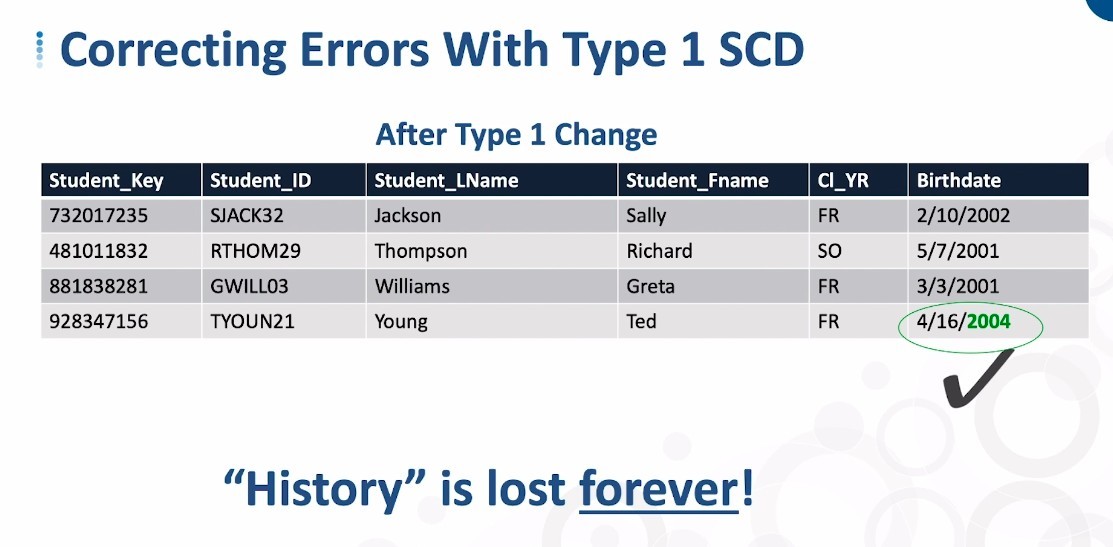 Correcting Errors With Type 1 SCD
After Type 1 Change
Student_Key Student_ID Student_LName Student_Fname Cl_YR Birthdate
732017235 SJACK32 Jackson Sally FR 2/10/2002
481011832 RTHOM29 Thompson Richard SO 5/7/2001
881838281 GWILL03 Williams Greta FR 3/3/2001
928347156 TYOUN21 Young Ted FR 4/16/2004
“History” is lost forever!